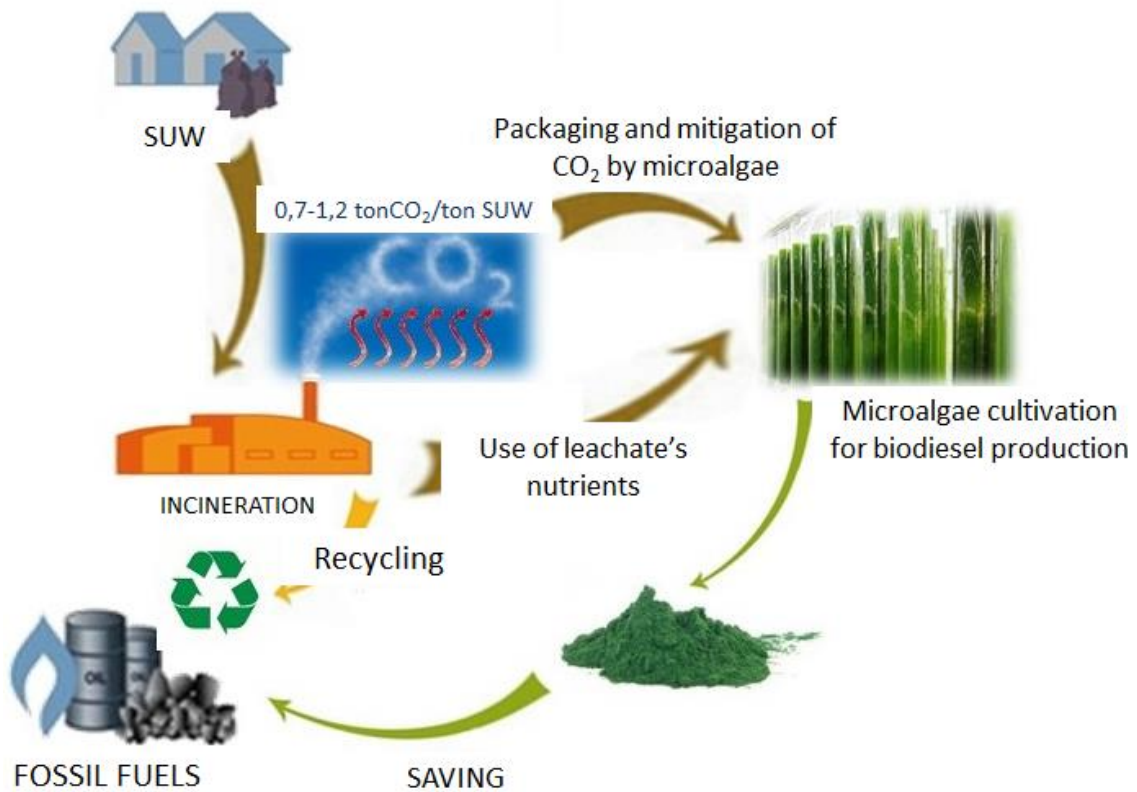 SUW
Packaging and mitigation of
CO₂ by microalgae
0,7-1,2 tonCO₂/ton SUW
CO₂
Microalgae cultivation
for biodiesel production
Use of leachate’s
nutrients
INCINERATION
Recycling
OIL
OIL
FOSSIL FUELS
SAVING